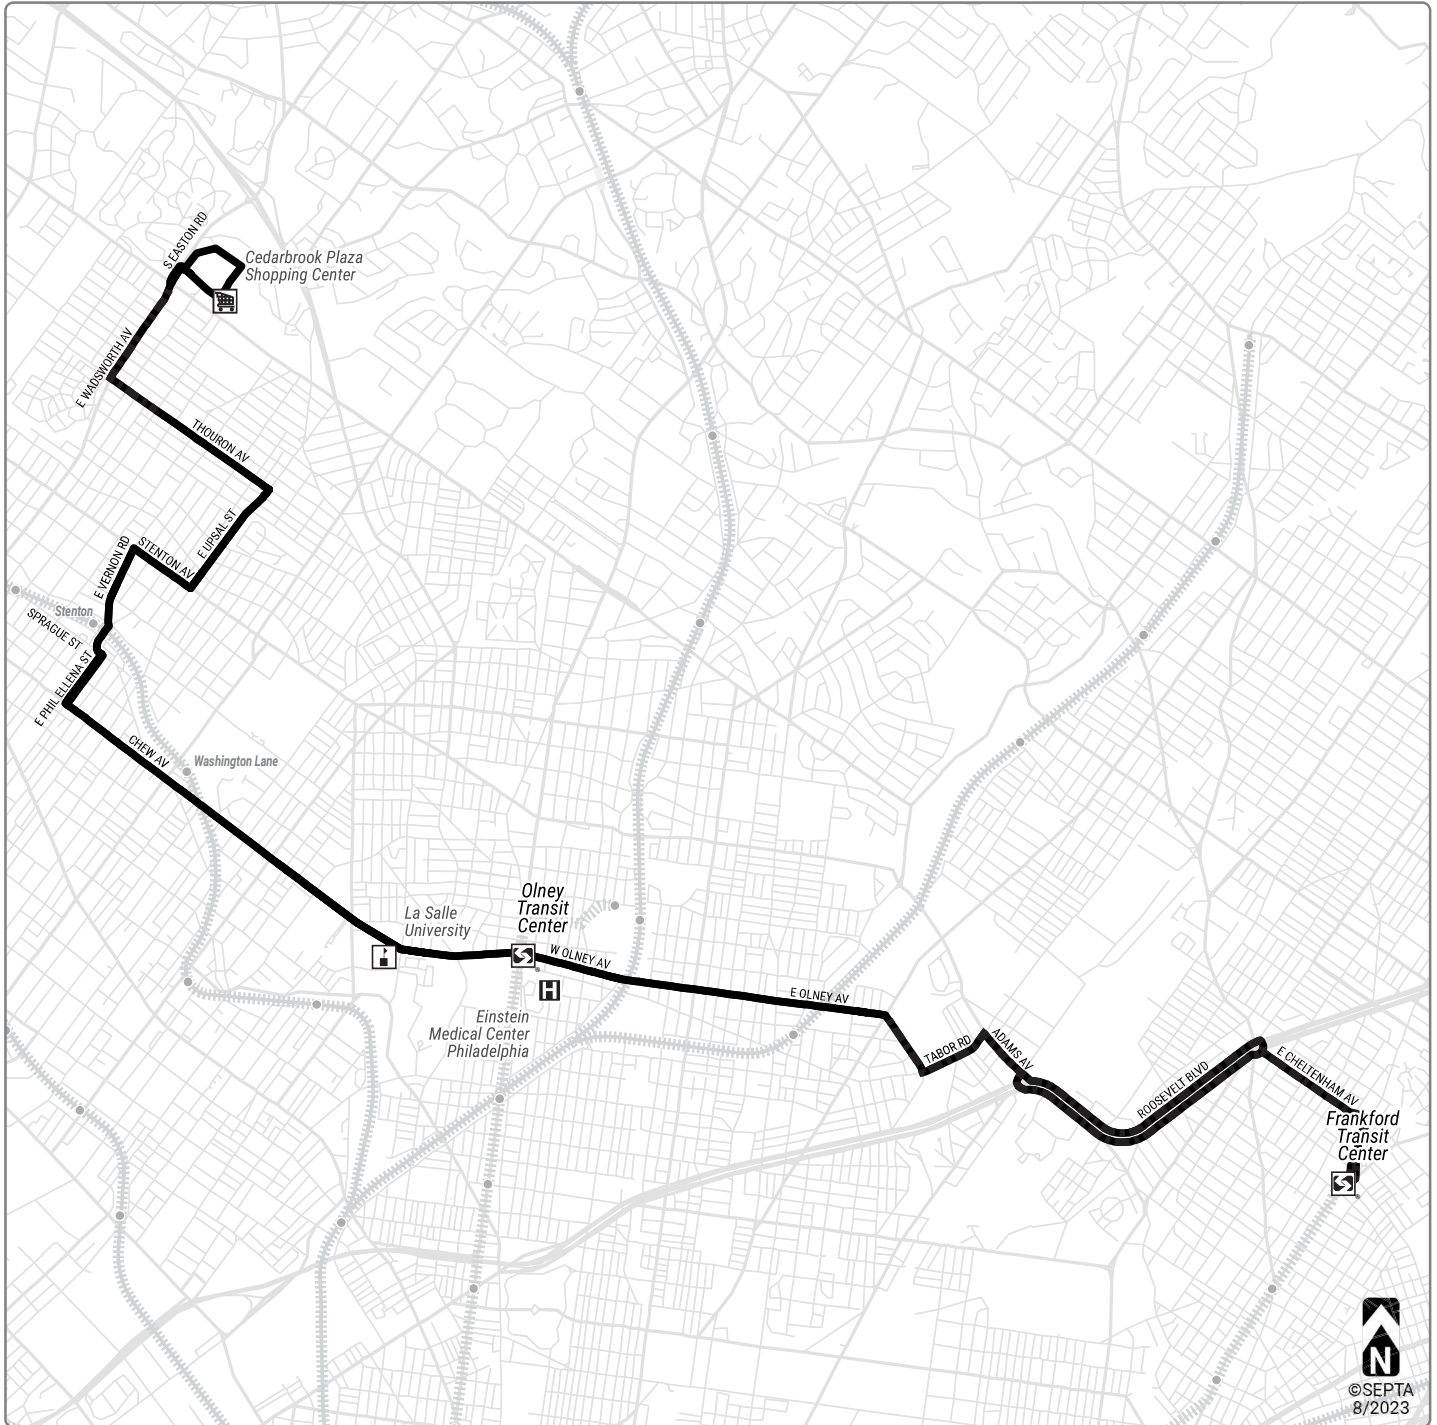 S EASTON RD
Cedarbrook Plaza
Shopping Center
E WADSWORTH AV
THOURON AV
E UPSAL ST
STENTON AV
E VERNON RD
Stenton
SPRAGUE ST
E PHIL ELLENA ST
CHEW AV
Washington Lane
La Salle
University
Olney
Transit
Center
W OLNEY AV
H
Einstein
Medical Center
Philadelphia
E OLNEY AV
TABOR RD
ADAMS AV
ROOSEVELT BLVD
E CHELTENHAM AV
Frankford
Transit
Center
N
©SEPTA
8/2023